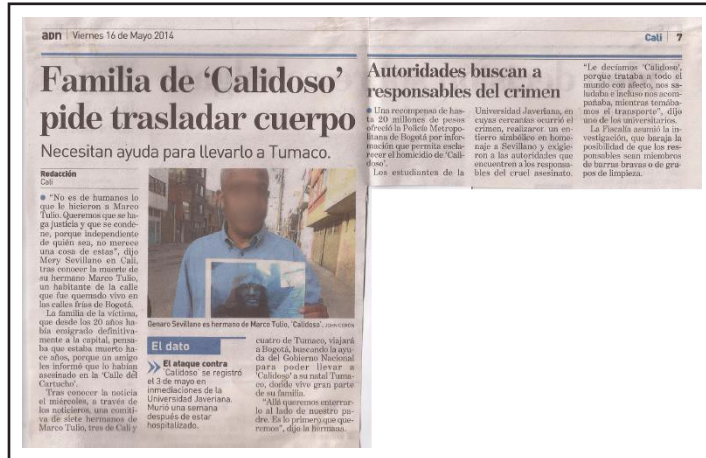 adn | Viernes 16 de Mayo 2014
Cali | 7
Familia de ‘Calidoso’
pide trasladar cuerpo
Necesitan ayuda para llevarlo a Tumaco.
Redacción
Cali
● “No es de humanos lo
que le hicieron a Marco
Tulio. Queremos que se ha-
ga justicia y que se conde-
ne, porque independiente
de quién sea, no merece
una cosa de estas”, dijo
Mery Sevillano en Cali,
tras conocer la muerte de
su hermano Marco Tulio,
un habitante de la calle
que fue quemado vivo en
las calles frías de Bogotá.
La familia de la víctima,
que desde los 20 años ha-
bía emigrado definitiva-
mente a la capital, pensa-
ba que estaba muerto ha-
ce años, porque un amigo
les informó que lo habían
asesinado en la ‘Calle del
Cartucho’.
Tras conocer la noticia
el miércoles, a través de
los noticieros, una comiti-
va de siete hermanos de
Marco Tulio, tres de Cali y
Genaro Sevillano es hermano de Marco Tulio, ‘Calidoso’.
El dato
El ataque contra
‘Calidoso’ se registró
el 3 de mayo en
inmediaciones de la
Universidad Javeriana.
Murió una semana
después de estar
hospitalizado.
cuatro de Tumaco, viajará
a Bogotá, buscando la ayu-
da del Gobierno Nacional
para poder llevar a
‘Calidoso’ a su natal Tuma-
co, donde vive gran parte
de su familia.
“Allá queremos enterrar-
lo al lado de nuestro pa-
dre. Es lo primero que que-
remos”, dijo la hermana.
Autoridades buscan a
responsables del crimen
● Una recompensa de has-
ta 20 millones de pesos
ofreció la Policía Metropo-
litana de Bogotá por infor-
mación que permita escla-
recer el homicidio de ‘Cali-
doso’.
Los estudiantes de la
Universidad Javeriana, en
cuyas cercanías ocurrió el
crimen, realizaron un en-
tierro simbólico en home-
naje a Sevillano y exigie-
ron a las autoridades que
encuentren a los responsa-
bles del cruel asesinato.
“Le decíamos ‘Calidoso’,
porque trataba a todo el
mundo con afecto, nos sa-
ludaba e incluso nos acom-
pañaba, mientras tomába-
mos el transporte”, dijo
uno de los universitarios.
La Fiscalía asumió la in-
vestigación, que baraja la
posibilidad de que los res-
ponsables sean miembros
de barras bravas o de gru-
pos de limpieza.